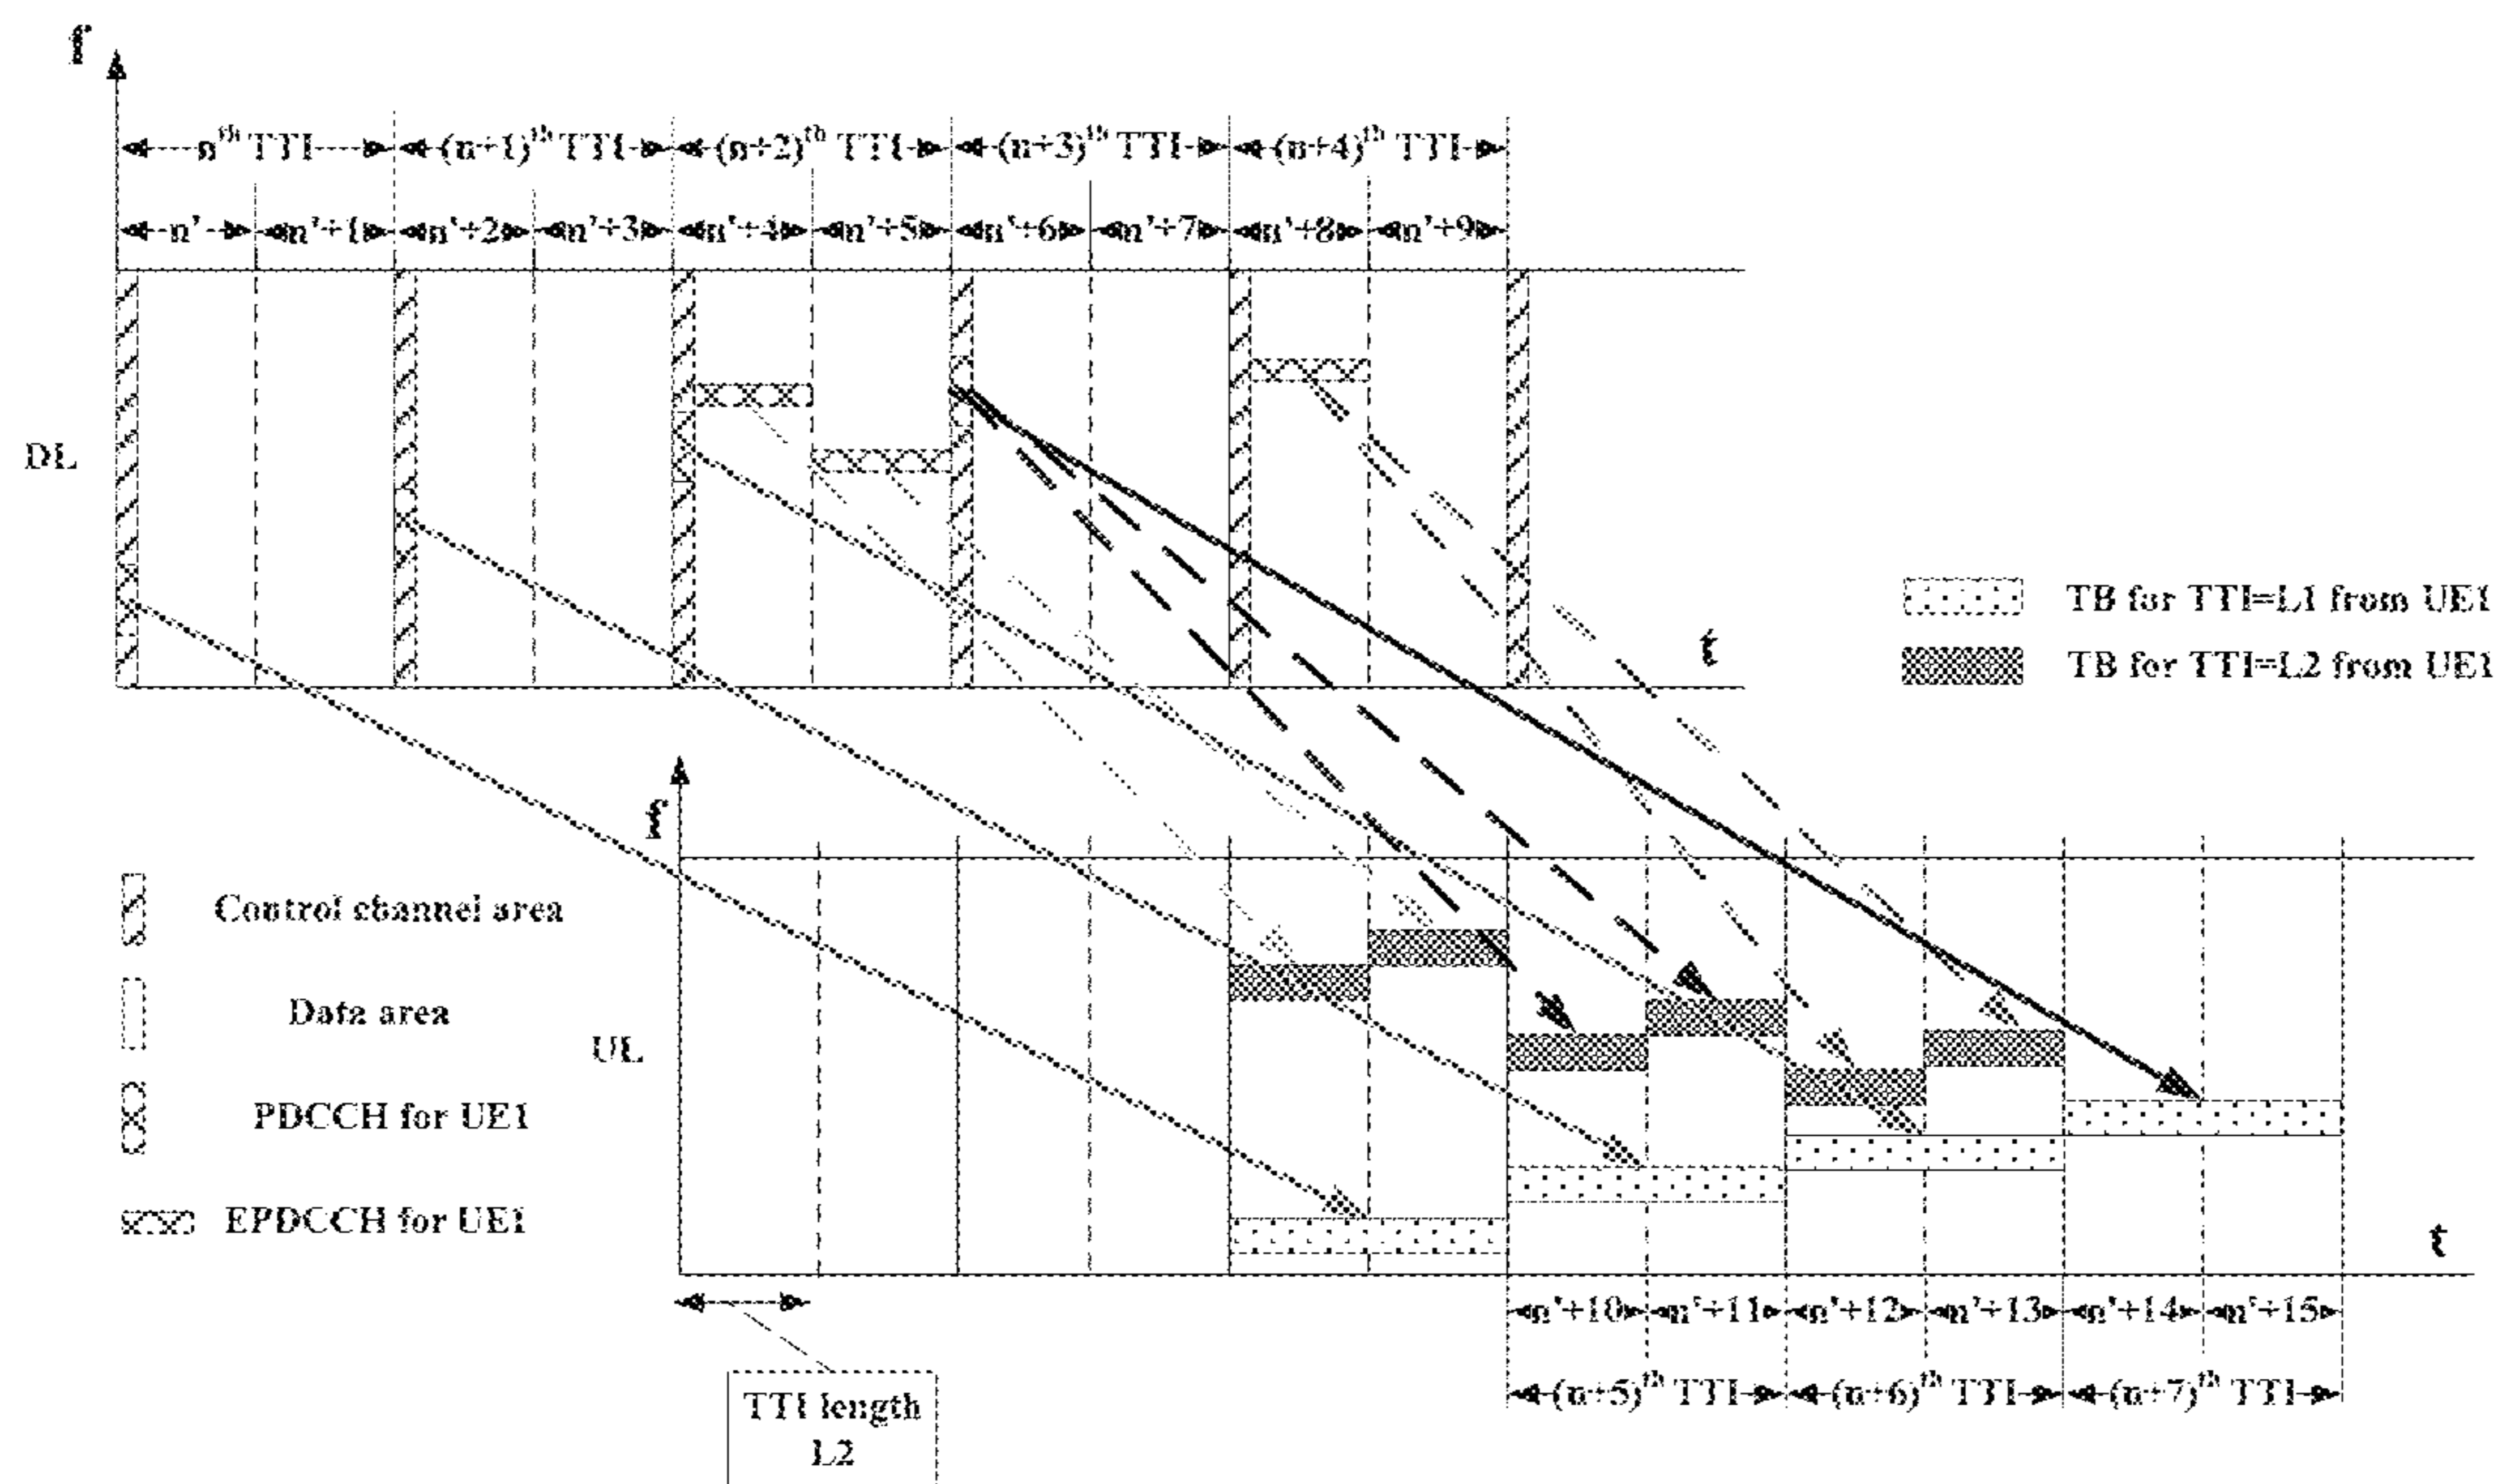 f
nth TTI (n+1)th TTI (n+2)th TTI (n+3)th TTI (n+4)th TTI
n' n'+1 n'+2 n'+3 n'+4 n'+5 n'+6 n'+7 n'+8 n'+9
DL
t
TB for TTI=L1 from UE1
TB for TTI=L2 from UE1
f
Control channel area
Data area
UL
PDCCH for UE1
EPDCCH for UE1
t
n'+10 n'+11 n'+12 n'+13 n'+14 n'+15
(n+5)th TTI (n+6)th TTI (n+7)th TTI
TTI length
L2